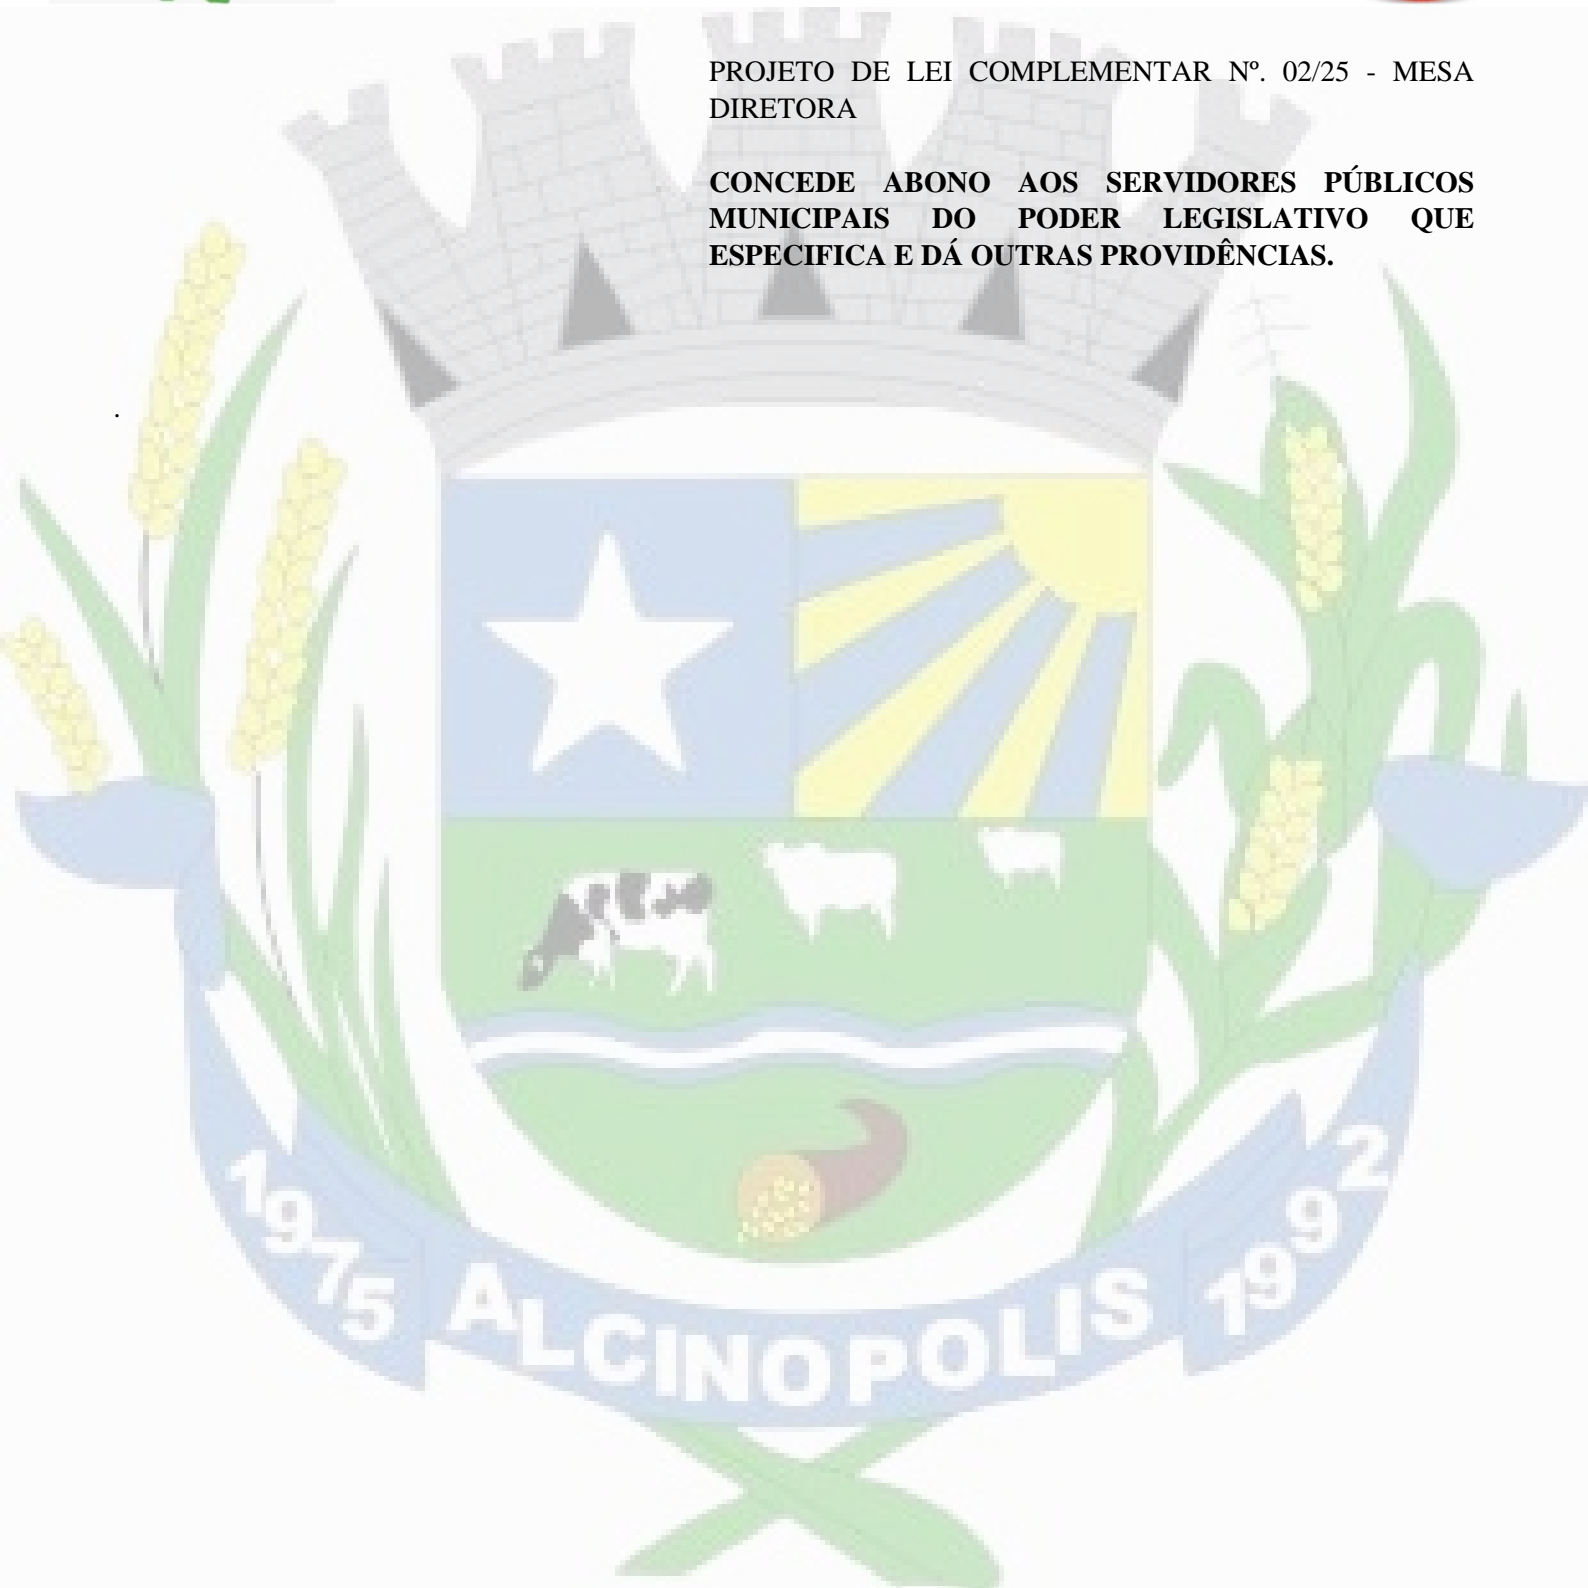 PROJETO DE LEI COMPLEMENTAR Nº. 02/25 - MESA
DIRETORA
CONCEDE ABONO AOS SERVIDORES PÚBLICOS
MUNICIPAIS DO PODER LEGISLATIVO QUE
ESPECIFICA E DÁ OUTRAS PROVIDÊNCIAS.
.
1975 ALCINOPOLIS 1992